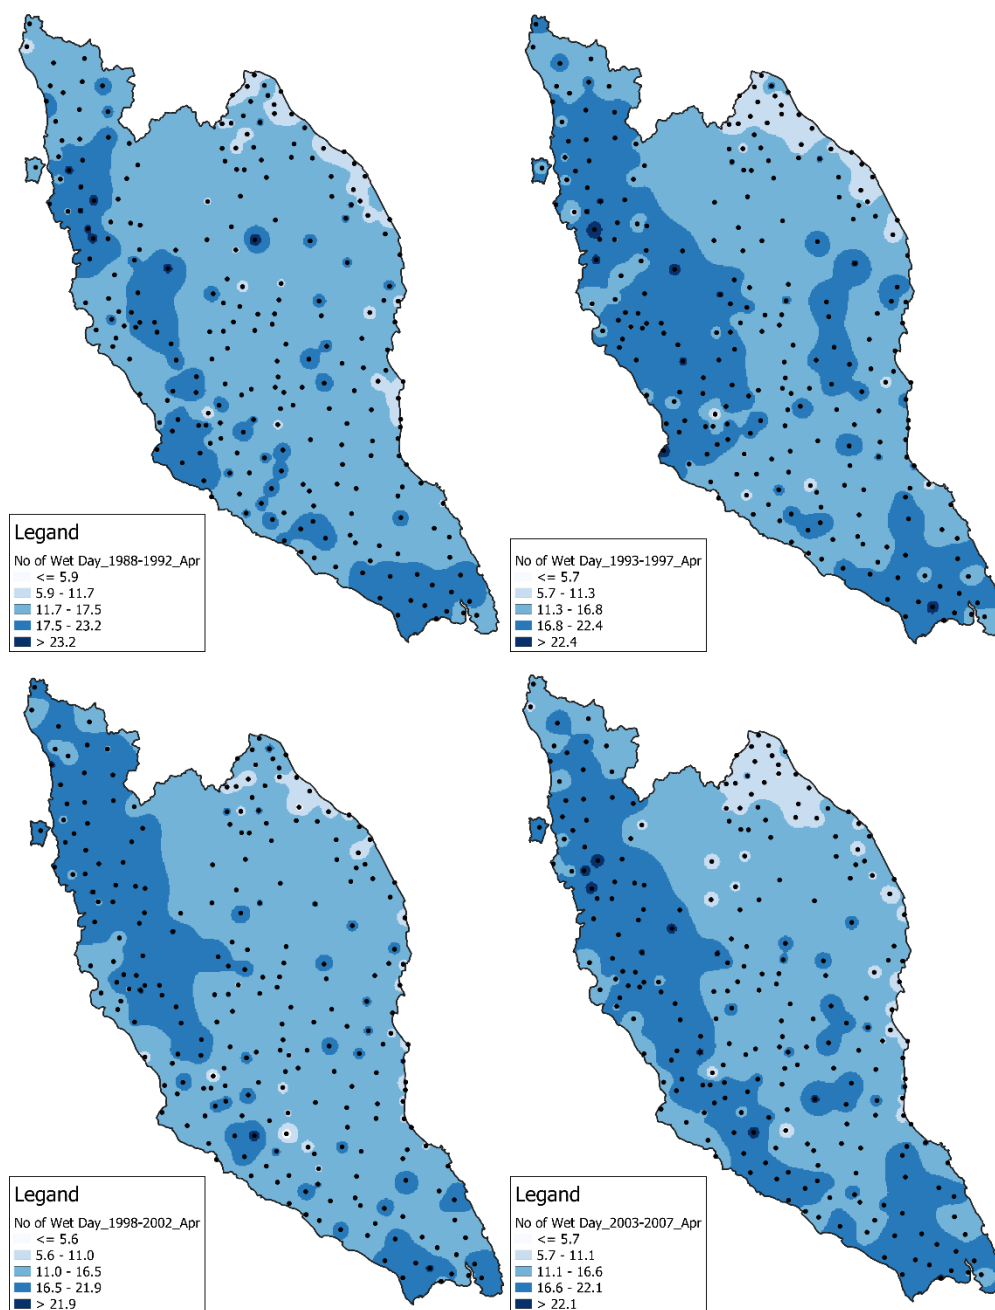 Legand
No of Wet Day_1988-1992_Apr
<= 5.9
5.9 - 11.7
11.7 - 17.5
17.5 - 23.2
> 23.2
Legand
No of Wet Day_1993-1997_Apr
<= 5.7
5.7 - 11.3
11.3 - 16.8
16.8 - 22.4
> 22.4
Legand
No of Wet Day_1998-2002_Apr
<= 5.6
5.6 - 11.0
11.0 - 16.5
16.5 - 21.9
> 21.9
Legand
No of Wet Day_2003-2007_Apr
<= 5.7
5.7 - 11.1
11.1 - 16.6
16.6 - 22.1
> 22.1